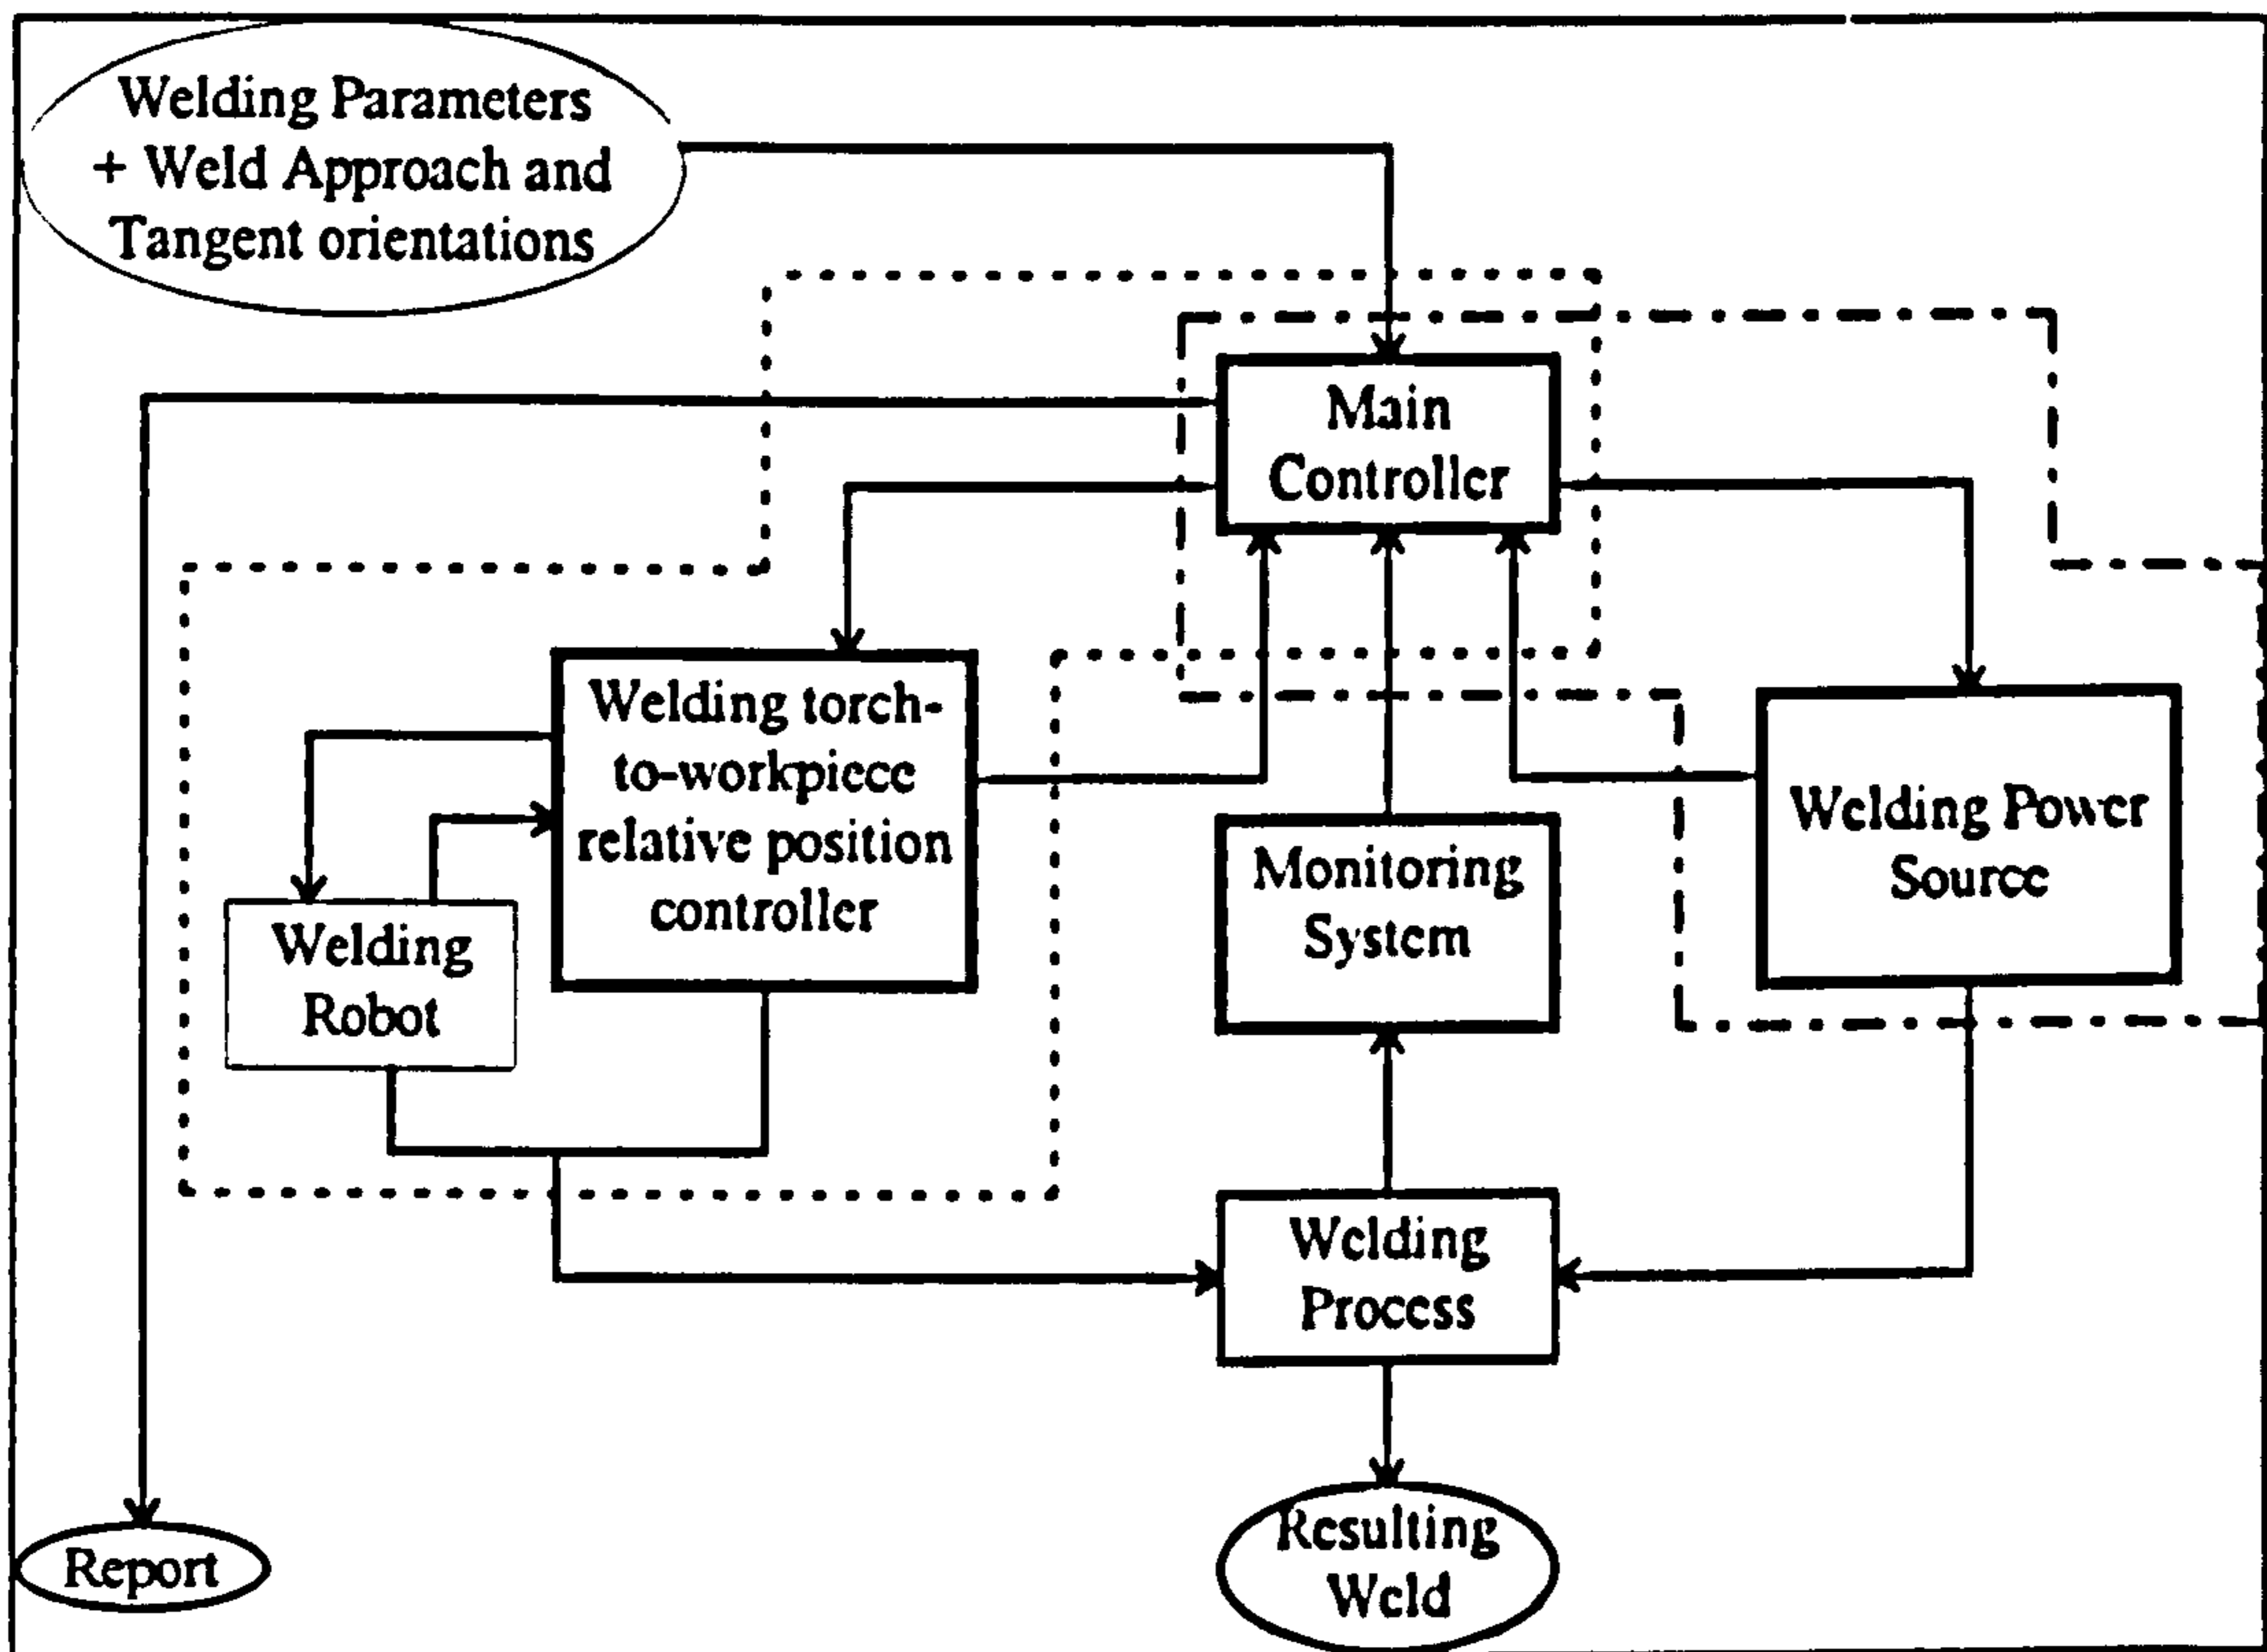 Welding Parameters
+ Weld Approach and
Tangent orientations
Main
Controller
Welding torch-
to-workpiece
relative position
controller
Welding Power
Source
Monitoring
System
Welding
Robot
Welding
Process
Report
Resulting
Weld